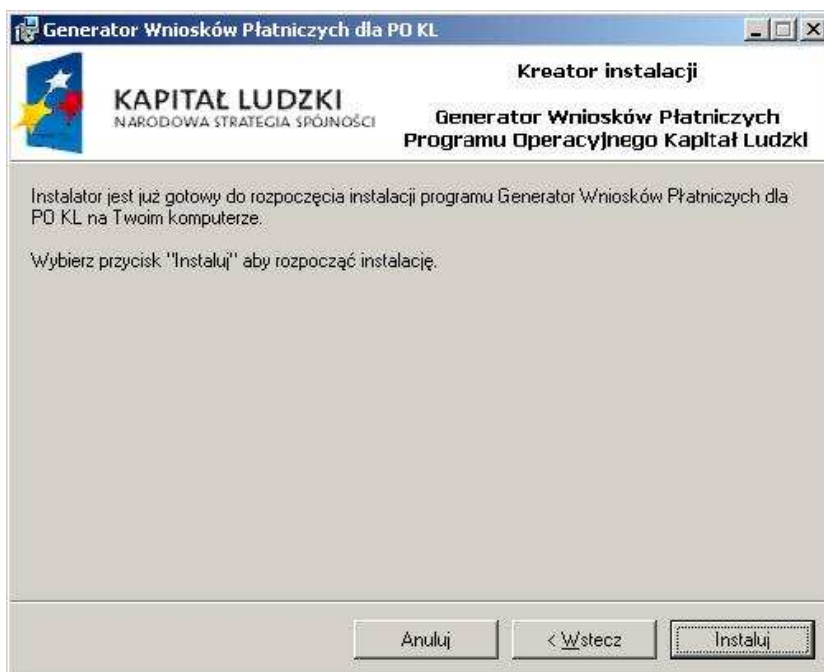 Generator Wniosków Płatniczych dla PO KL
Kreator instalacji
KAPITAŁ LUDZKI
NARODOWA STRATEGIA SPÓJNOŚCI
Generator Wniosków Płatniczych
Programu Operacyjnego Kapitał Ludzki
Instalator jest już gotowy do rozpoczęcia instalacji programu Generator Wniosków Płatniczych dla
PO KL na Twoim komputerze.
Wybierz przycisk "Instaluj" aby rozpocząć instalację.
Anuluj
< Wstecz
Instaluj